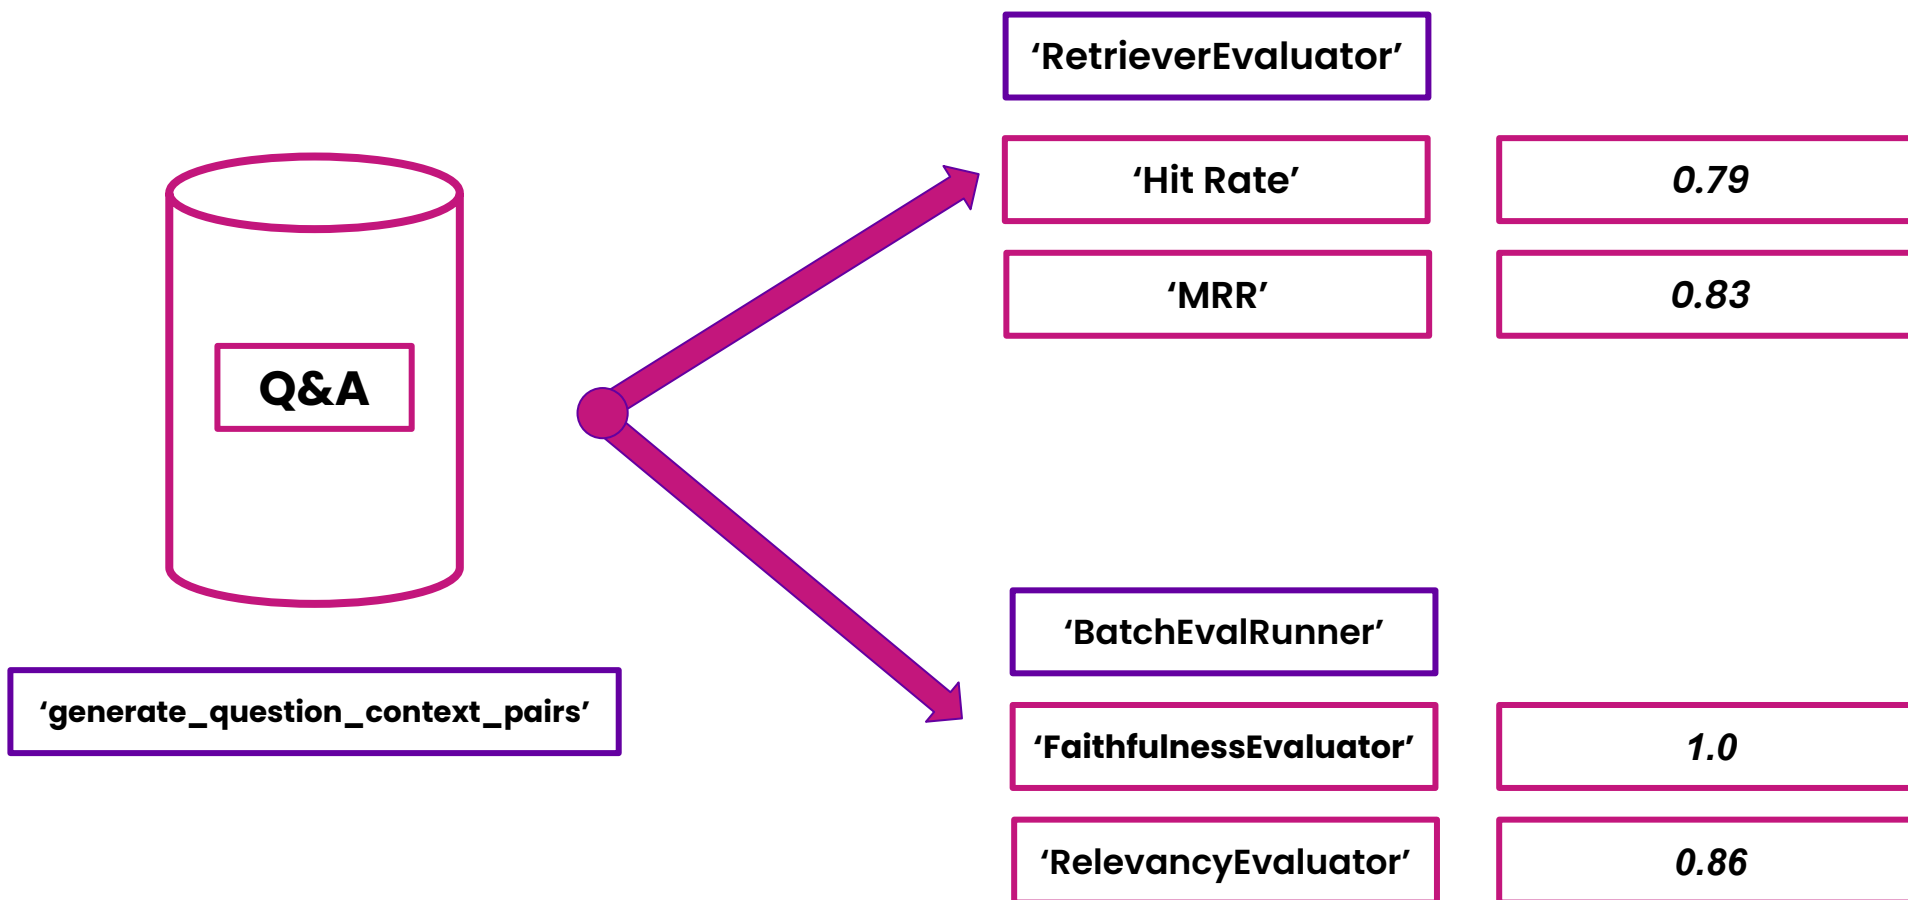 ‘RetrieverEvaluator’
‘Hit Rate’
0.79
‘MRR’
0.83
Q&A
‘generate_question_context_pairs’
‘BatchEvalRunner’
‘FaithfulnessEvaluator’
1.0
‘RelevancyEvaluator’
0.86